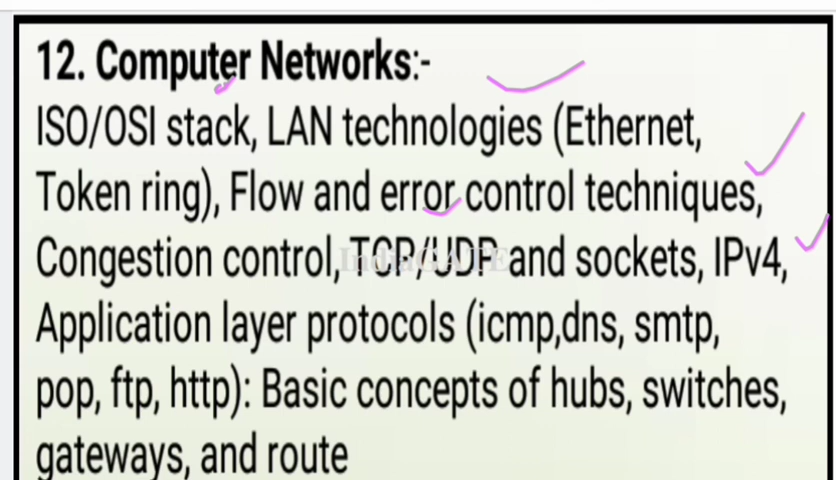 12. Computer Networks:-
ISO/OSI stack, LAN technologies (Ethernet,
Token ring), Flow and error control techniques,
Congestion control, TCP/UDP and sockets, IPv4,
IndiaGATE
Application layer protocols (icmp,dns, smtp,
pop, ftp, http): Basic concepts of hubs, switches,
gateways, and route